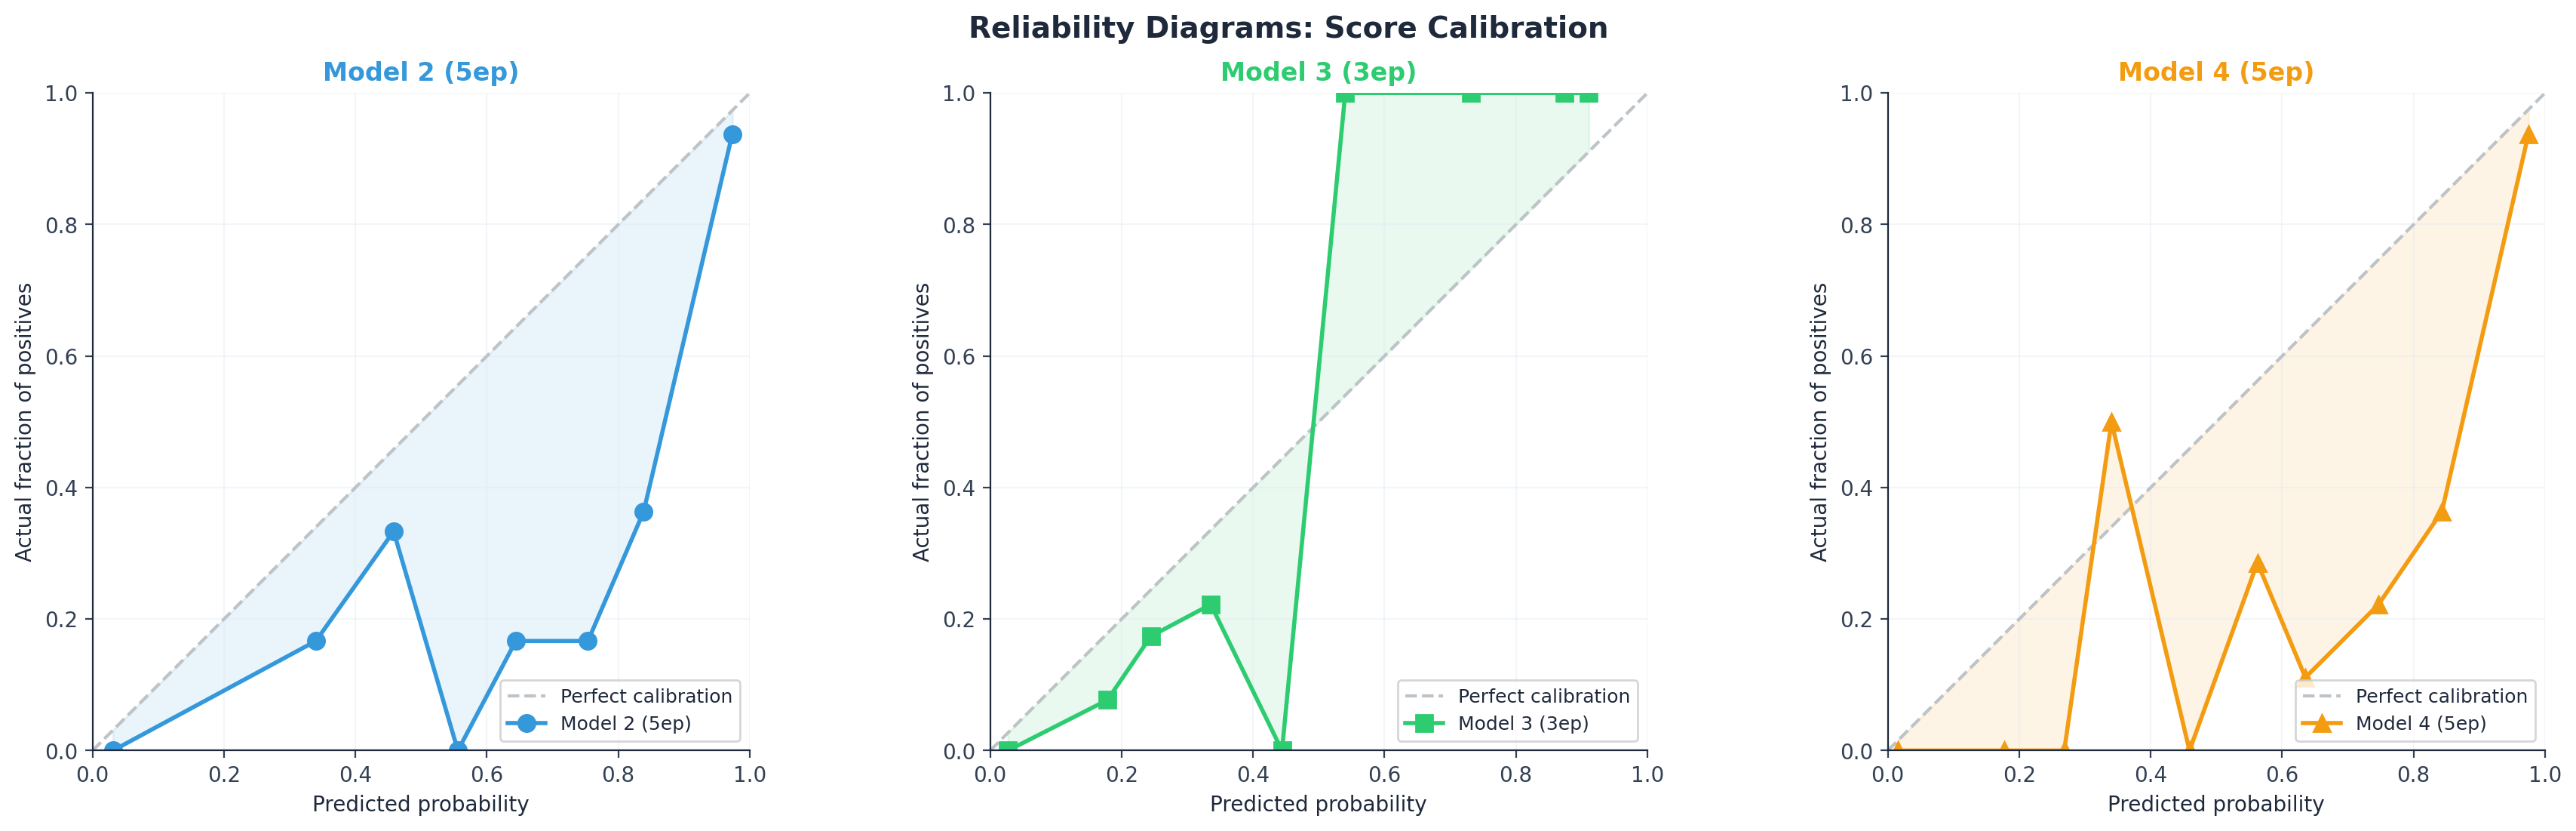 Reliability Diagrams: Score Calibration
Model 2 (5ep)
1.0
0.8
0.6
0.4
0.2
0.0
Actual fraction of positives
0.0 0.2 0.4 0.6 0.8 1.0
Predicted probability
Perfect calibration
Model 2 (5ep)
Model 3 (3ep)
1.0
0.8
0.6
0.4
0.2
0.0
Actual fraction of positives
0.0 0.2 0.4 0.6 0.8 1.0
Predicted probability
Perfect calibration
Model 3 (3ep)
Model 4 (5ep)
1.0
0.8
0.6
0.4
0.2
0.0
Actual fraction of positives
0.0 0.2 0.4 0.6 0.8 1.0
Predicted probability
Perfect calibration
Model 4 (5ep)